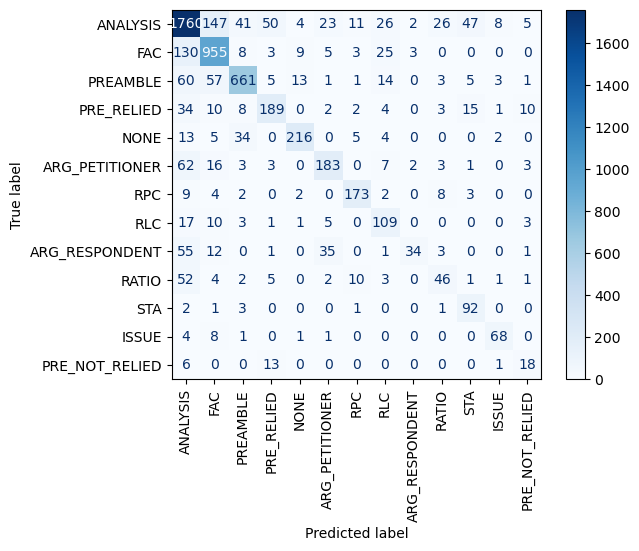 ANALYSIS 1760 147 41 50 4 23 11 26 2 26 47 8 5 1600
FAC 130 955 8 3 9 5 3 25 3 0 0 3 0
PREAMBLE 60 57 661 5 13 1 1 14 0 3 5 3 1 1400
PRE_RELIED 34 10 8 189 0 2 2 4 0 3 15 1 10
NONE 13 5 34 0 216 0 5 4 0 0 0 2 0 1200
ARG_PETITIONER 62 16 3 3 0 183 0 7 2 3 1 0 3 1000
RPC 9 4 2 0 2 0 173 2 0 8 3 0 0
RLC 17 10 3 1 1 5 0 109 0 0 0 0 3 800
ARG_RESPONDENT 55 12 0 1 0 35 0 1 34 3 0 0 1 600
RATIO 52 4 2 5 0 2 10 3 0 46 1 1 1
STA 2 1 3 0 0 0 1 0 0 1 92 0 0 400
ISSUE 4 8 1 0 1 1 0 0 0 0 0 68 0 200
PRE_NOT_RELIED 6 0 0 13 0 0 0 0 0 0 0 1 18 0
True label
ANALYSIS FAC PREAMBLE PRE_RELIED NONE ARG_PETITIONER RPC RLC ARG_RESPONDENT RATIO STA ISSUE PRE_NOT_RELIED
Predicted label